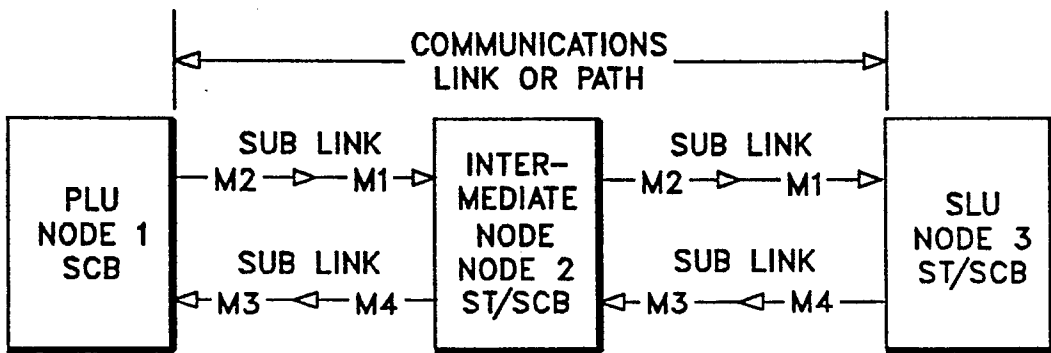 COMMUNICATIONS
LINK OR PATH
PLU
NODE 1
SCB
SUB LINK
M2 M1
SUB LINK
M3 M4
INTER-
MEDIATE
NODE
NODE 2
ST/SCB
SUB LINK
M2 M1
SUB LINK
M3 M4
SLU
NODE 3
ST/SCB